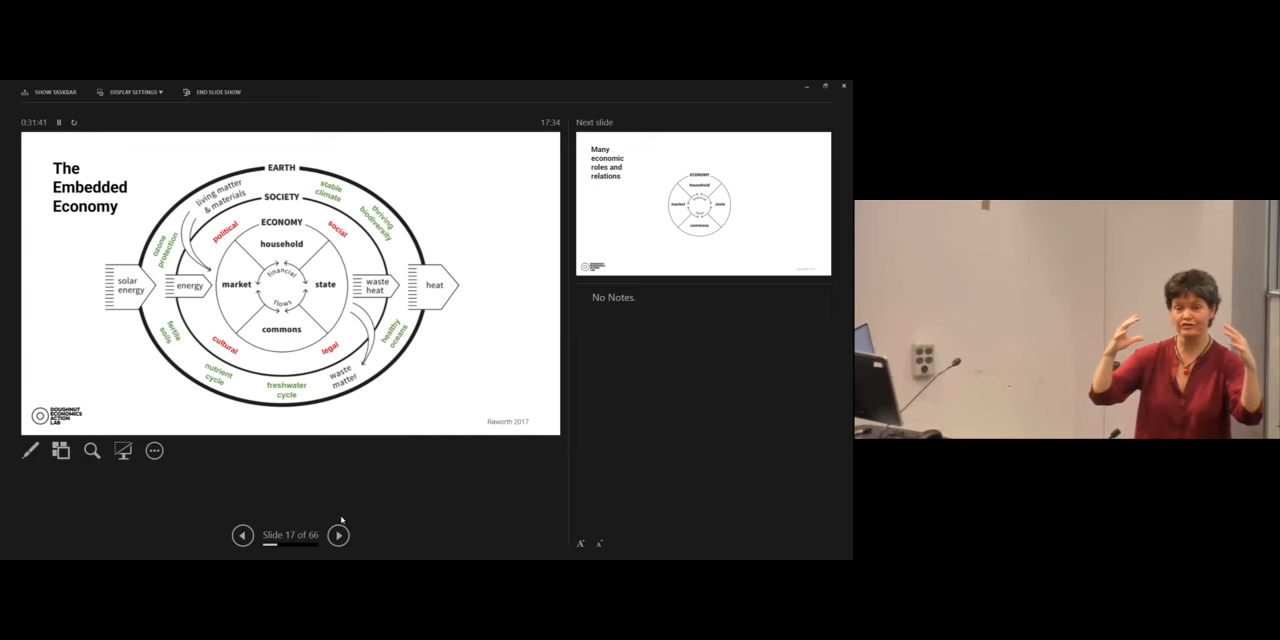 SHOW TASKBAR
DISPLAY SETTINGS ▾
END SLIDE SHOW
0:31:41
17:34
The
Embedded
Economy
EARTH
living matter
& materials
stable
climate
SOCIETY
thriving
biodiversity
ECONOMY
political
social
ozone
protection
household
financial
solar
energy
energy
market
state
waste
heat
heat
flows
commons
fertile
soils
cultural
legal
healthy
oceans
nutrient
cycle
freshwater
cycle
waste
matter
DOUGHNUT
ECONOMICS
ACTION
LAB
Raworth 2017
Slide 17 of 66
Next slide
Many
economic
roles and
relations
ECONOMY
household
market
state
commons
No Notes.
A
A